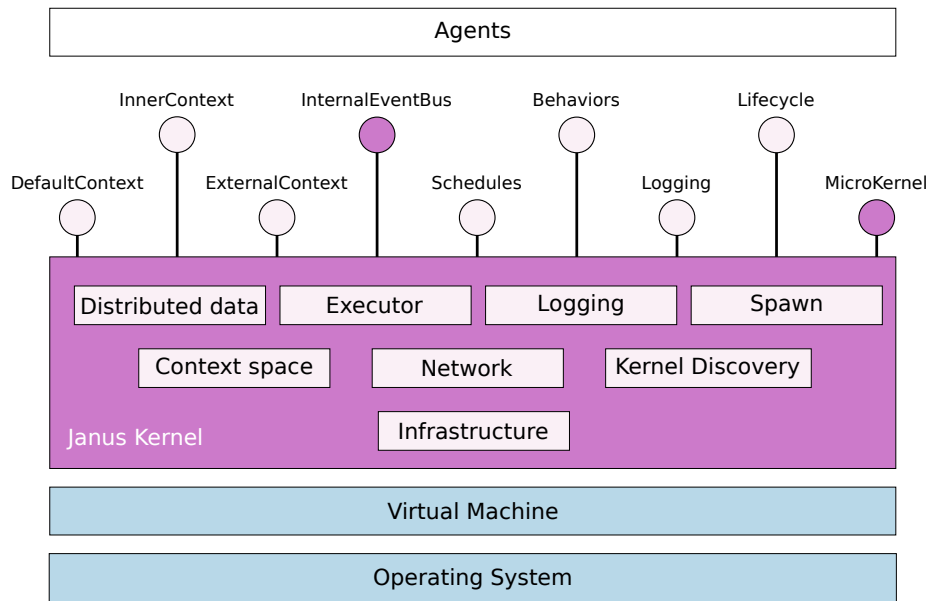 Agents
InnerContext
InternalEventBus
Behaviors
Lifecycle
DefaultContext
ExternalContext
Schedules
Logging
MicroKernel
Distributed data
Executor
Logging
Spawn
Context space
Network
Kernel Discovery
Infrastructure
Janus Kernel
Virtual Machine
Operating System